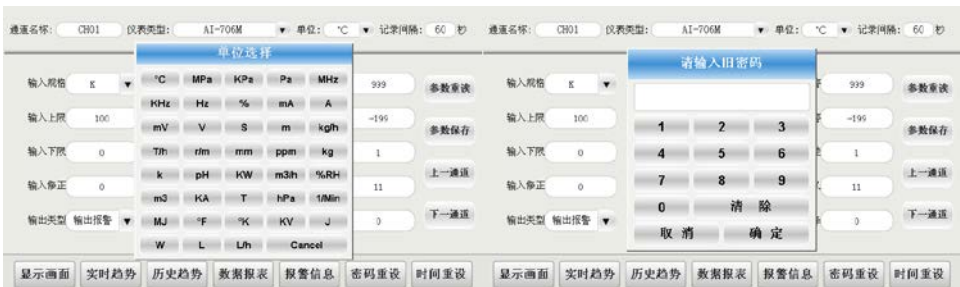 通道名称: CH01 仪表类型: AI-706M 单位: ℃ 记录间隔: 60 秒
单位选择
输入规格 K
输入上限 100
输入下限 0
输入修正 0
输出类型 输出报警
℃ MPa KPa Pa MHz
KHz Hz % mA A
mV V S m kg/h
T/h r/m mm ppm kg
k pH KW m3/h %RH
m3 KA T hPa 1/Min
MJ °F °K KV J
W L L/h Cancel
999 参数重读
-199 参数保存
1 上一通道
11
0 下一通道
显示画面 实时趋势 历史趋势 数据报表 报警信息 密码重设 时间重设
通道名称: CH01 仪表类型: AI-706M 单位: ℃ 记录间隔: 60 秒
请输入旧密码
输入规格 K
输入上限 100
输入下限 0
输入修正 0
输出类型 输出报警
1 2 3
4 5 6
7 8 9
0 清 除
取 消 确 定
999 参数重读
-199 参数保存
1 上一通道
11
0 下一通道
显示画面 实时趋势 历史趋势 数据报表 报警信息 密码重设 时间重设